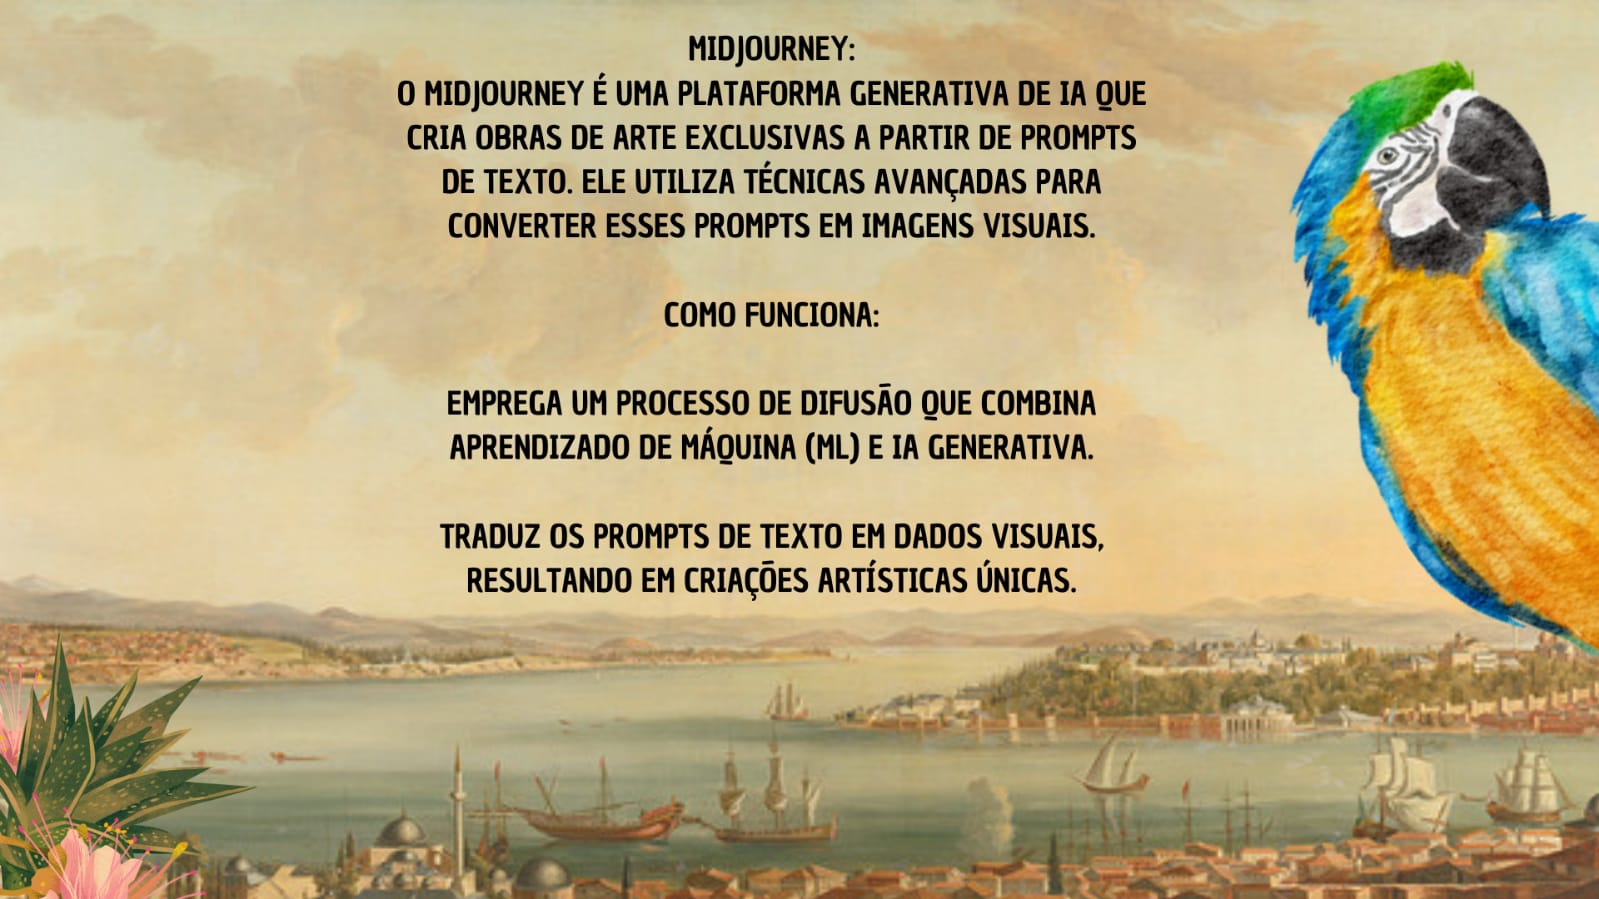 MIDJOURNEY:
O MIDJOURNEY É UMA PLATAFORMA GENERATIVA DE IA QUE
CRIA OBRAS DE ARTE EXCLUSIVAS A PARTIR DE PROMPTS
DE TEXTO. ELE UTILIZA TÉCNICAS AVANÇADAS PARA
CONVERTER ESSES PROMPTS EM IMAGENS VISUAIS.
COMO FUNCIONA:
EMPREGA UM PROCESSO DE DIFUSÃO QUE COMBINA
APRENDIZADO DE MÁQUINA (ML) E IA GENERATIVA.
TRADUZ OS PROMPTS DE TEXTO EM DADOS VISUAIS,
RESULTANDO EM CRIAÇÕES ARTÍSTICAS ÚNICAS.